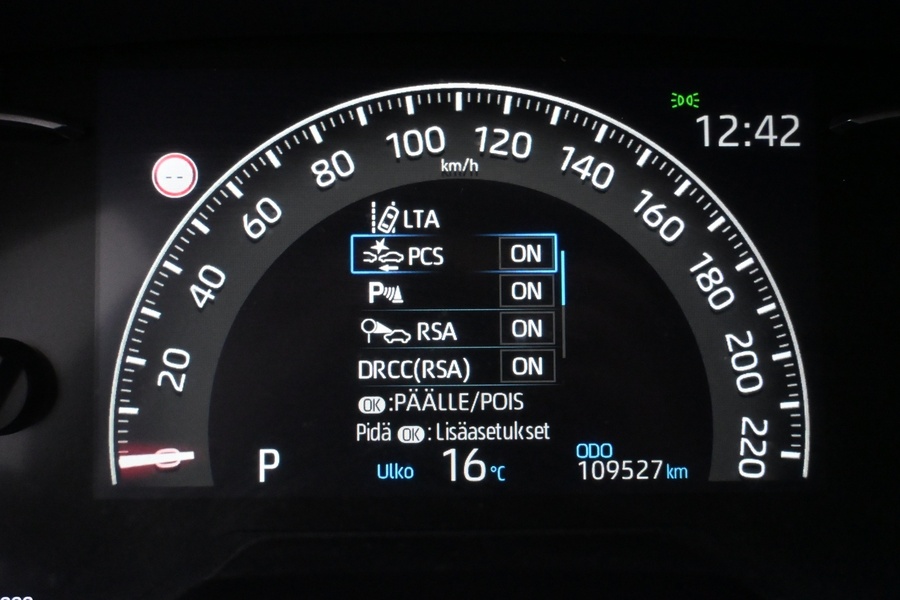 12:42
--
20
40
60
80
100
120
140
160
180
200
220
km/h
LTA
PCS ON
P ON
RSA ON
DRCC(RSA) ON
OK:PÄÄLLE/POIS
Pidä OK: Lisäasetukset
P
Ulko 16 °C
ODO
109527 km